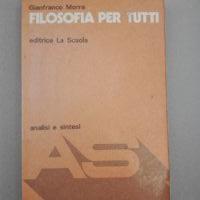 Gianfranco Morra
FILOSOFIA PER TUTTI
editrice La Scuola
analisi e sintesi
AS